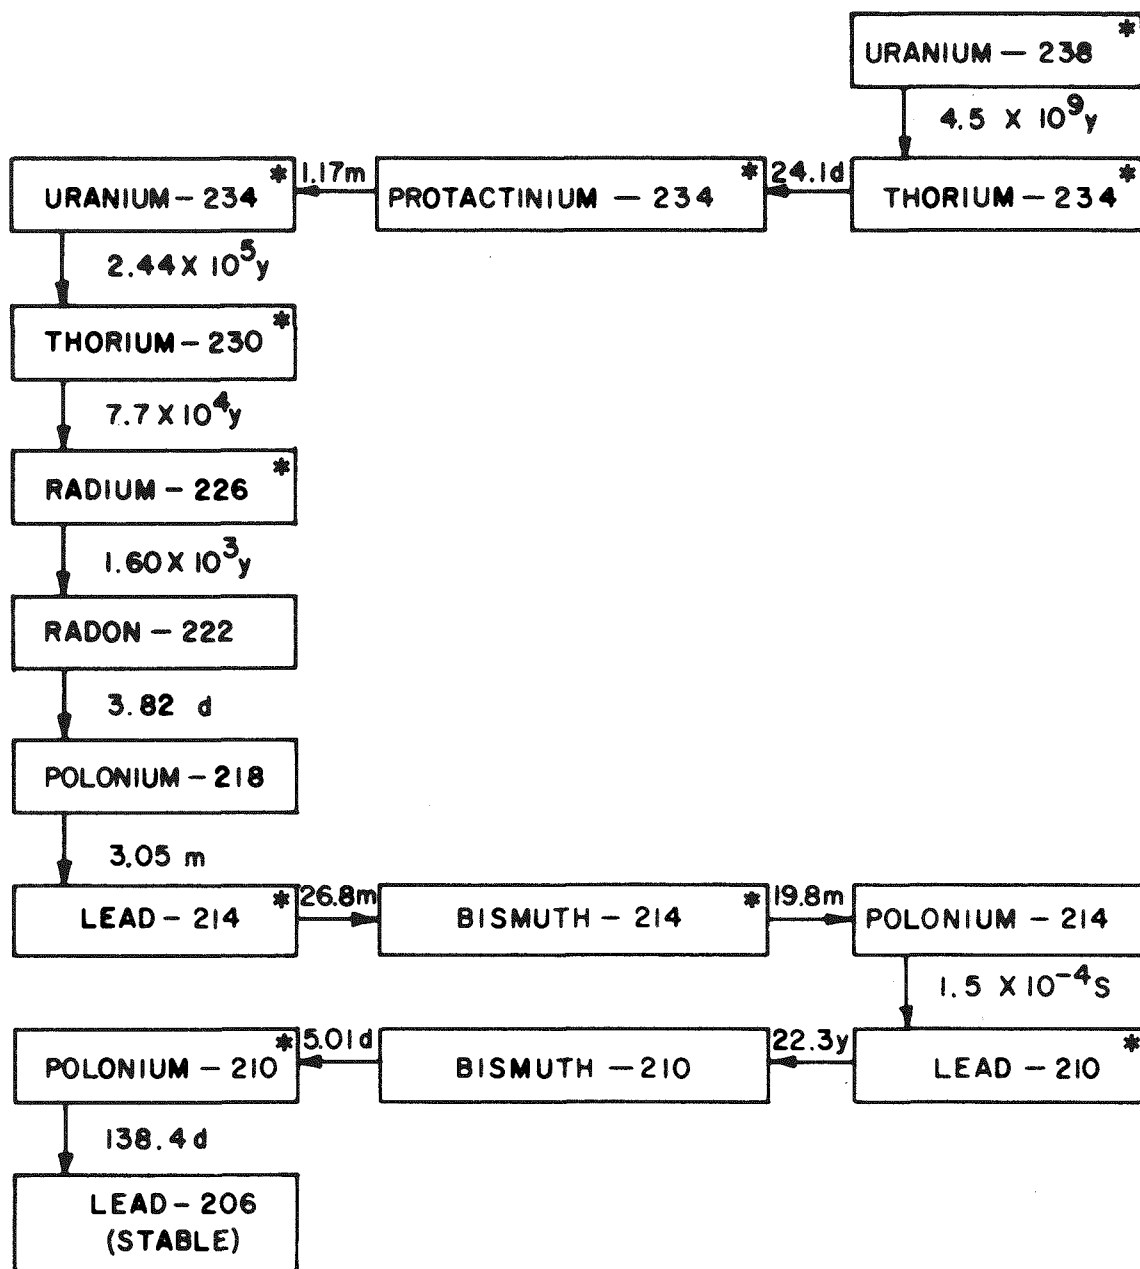 URANIUM – 238 *
4.5 X 10⁹y
THORIUM – 234 *
24.1d
PROTACTINIUM – 234 *
1.17m
URANIUM – 234 *
2.44 X 10⁵y
THORIUM – 230 *
7.7 X 10⁴y
RADIUM – 226 *
1.60 X 10³y
RADON – 222
3.82 d
POLONIUM – 218
3.05 m
LEAD – 214 *
26.8m
BISMUTH – 214 *
19.8m
POLONIUM – 214
1.5 X 10⁻⁴S
LEAD – 210 *
22.3y
BISMUTH – 210
5.01d
POLONIUM – 210 *
138.4d
LEAD – 206
(STABLE)